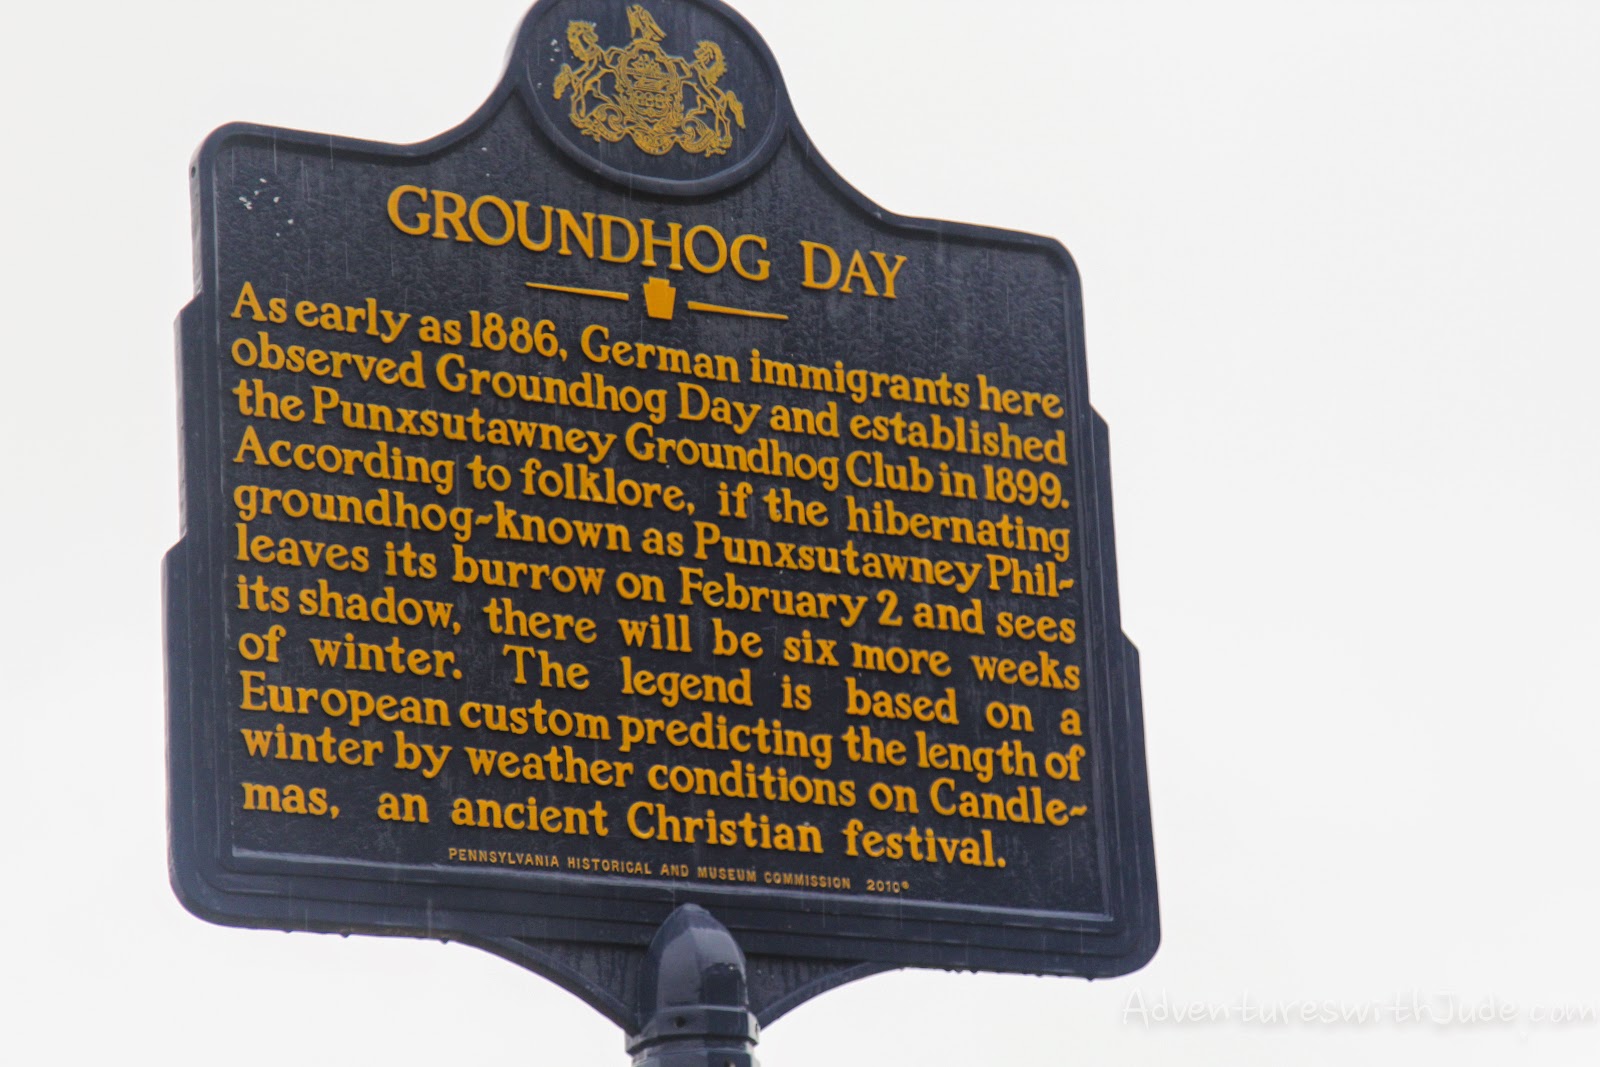 GROUNDHOG DAY
As early as 1886, German immigrants here
observed Groundhog Day and established
the Punxsutawney Groundhog Club in 1899.
According to folklore, if the hibernating
groundhog-known as Punxsutawney Phil-
leaves its burrow on February 2 and sees
its shadow, there will be six more weeks
of winter. The legend is based on a
European custom predicting the length of
winter by weather conditions on Candle-
mas, an ancient Christian festival.
PENNSYLVANIA HISTORICAL AND MUSEUM COMMISSION 2010©
AdventureswithJude.com